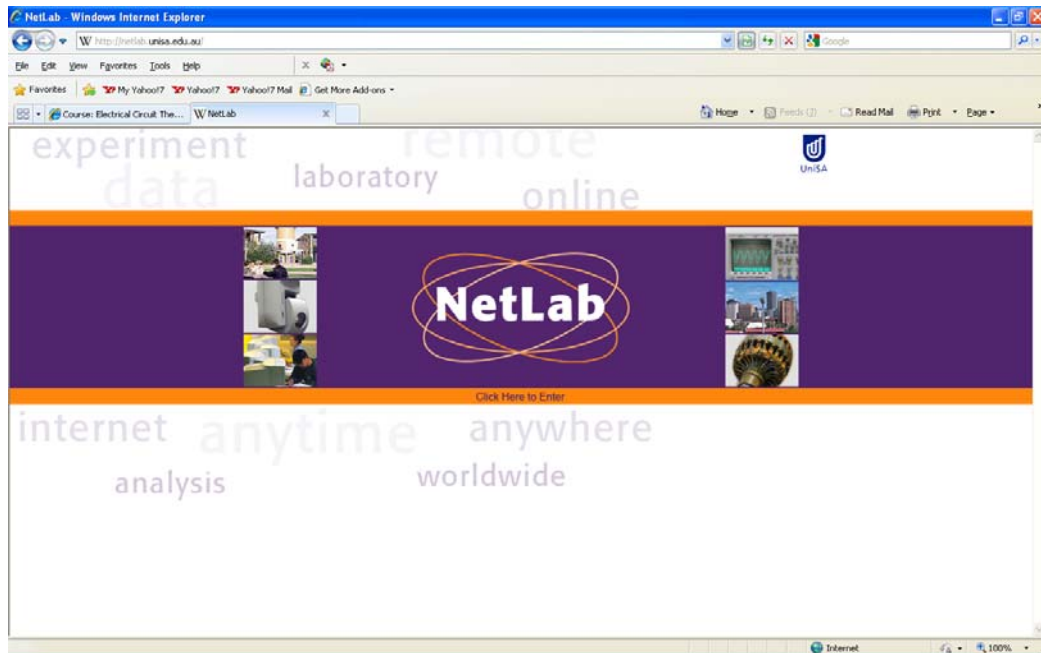 NetLab - Windows Internet Explorer
http://netlab.unisa.edu.au/
Google
File Edit View Favorites Tools Help
Favorites My Yahoo!7 Yahoo!7 Yahoo!7 Mail Get More Add-ons
Course: Electrical Circuit The... NetLab Home Feeds (2) Read Mail Print Page
experiment remote
data laboratory online
UniSA
NetLab
Click Here to Enter
internet anytime anywhere
analysis worldwide
Internet 100%